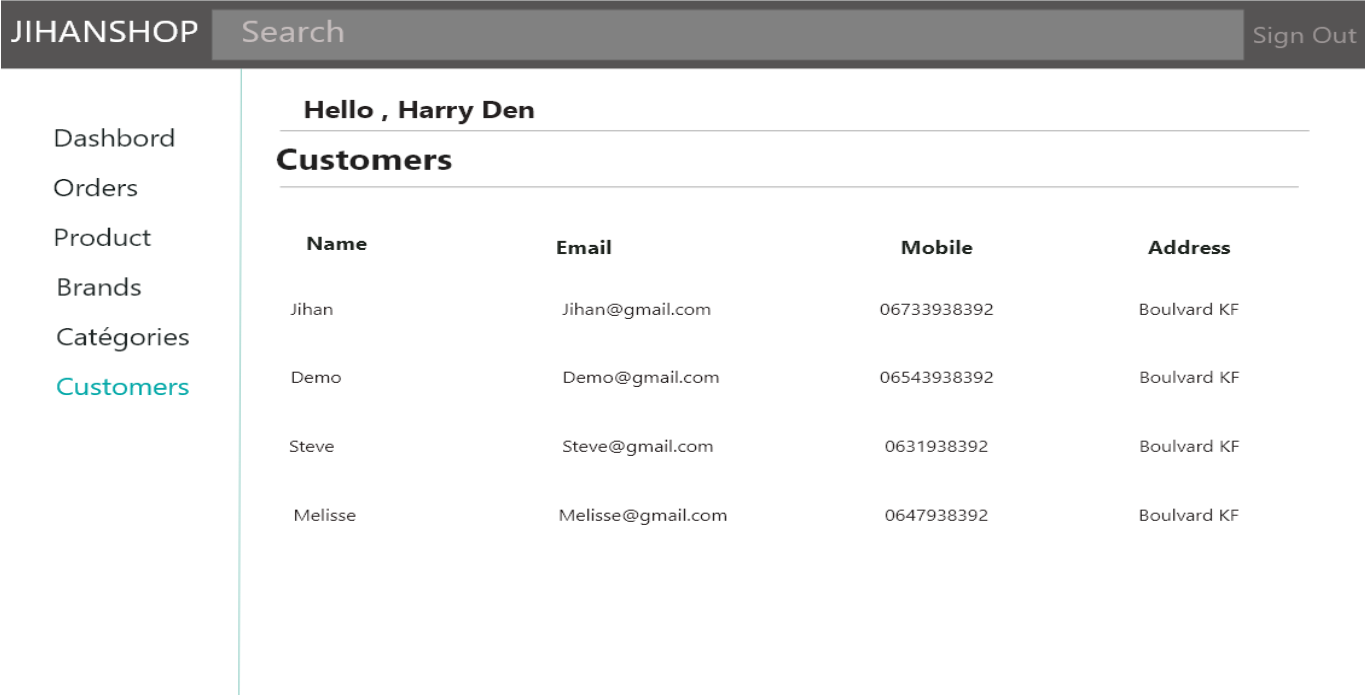 JIHANSHOP Search Sign Out
Hello , Harry Den
Customers
Dashbord
Orders
Product
Brands
Catégories
Customers
Name Email Mobile Address
Jihan Jihan@gmail.com 06733938392 Boulvard KF
Demo Demo@gmail.com 06543938392 Boulvard KF
Steve Steve@gmail.com 0631938392 Boulvard KF
Melisse Melisse@gmail.com 0647938392 Boulvard KF